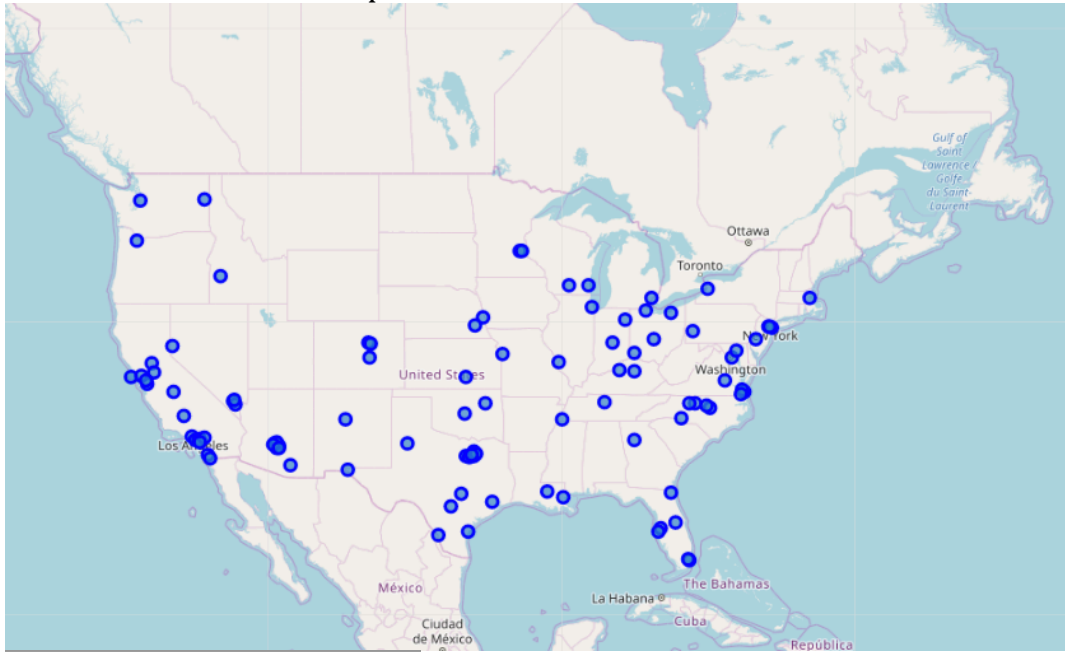 Gulf of
Saint
Lawrence /
Golfe
du Saint-
Laurent
Ottawa
Toronto
New York
Washington
United States
Los Angeles
México
Ciudad
de México
La Habana
The Bahamas
Cuba
República